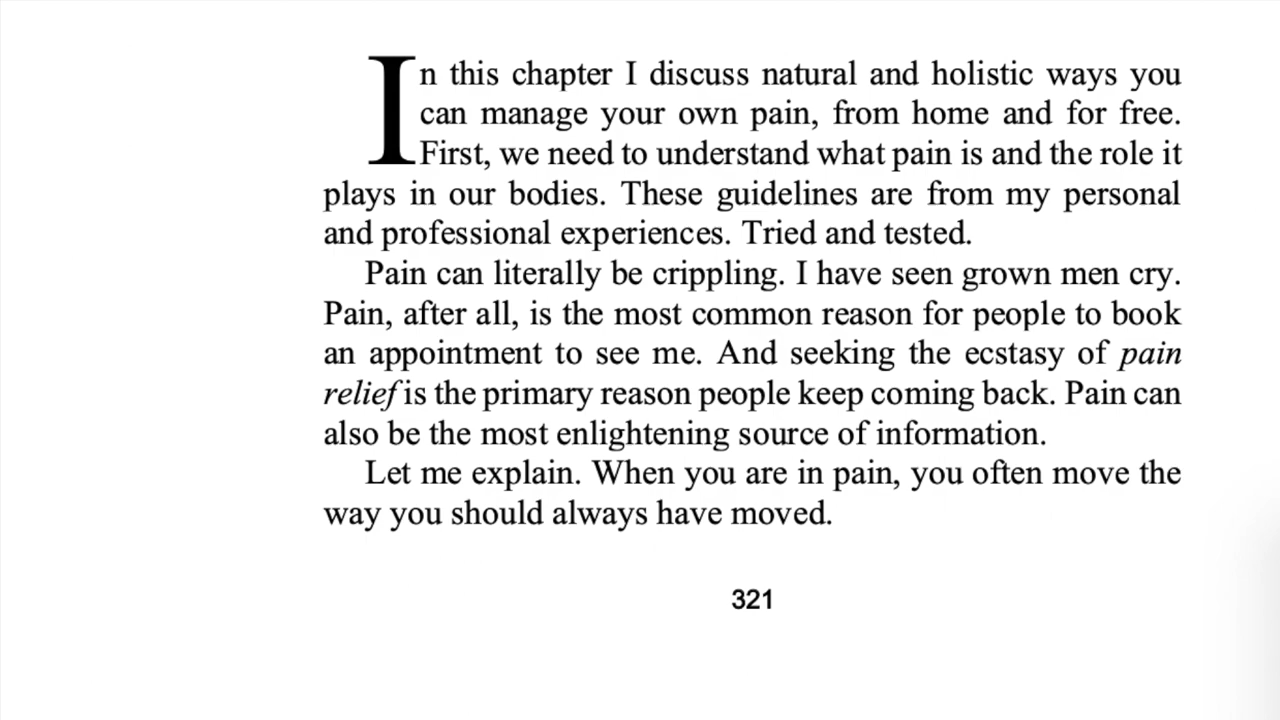 In this chapter I discuss natural and holistic ways you
can manage your own pain, from home and for free.
First, we need to understand what pain is and the role it
plays in our bodies. These guidelines are from my personal
and professional experiences. Tried and tested.
Pain can literally be crippling. I have seen grown men cry.
Pain, after all, is the most common reason for people to book
an appointment to see me. And seeking the ecstasy of pain
relief is the primary reason people keep coming back. Pain can
also be the most enlightening source of information.
Let me explain. When you are in pain, you often move the
way you should always have moved.
321